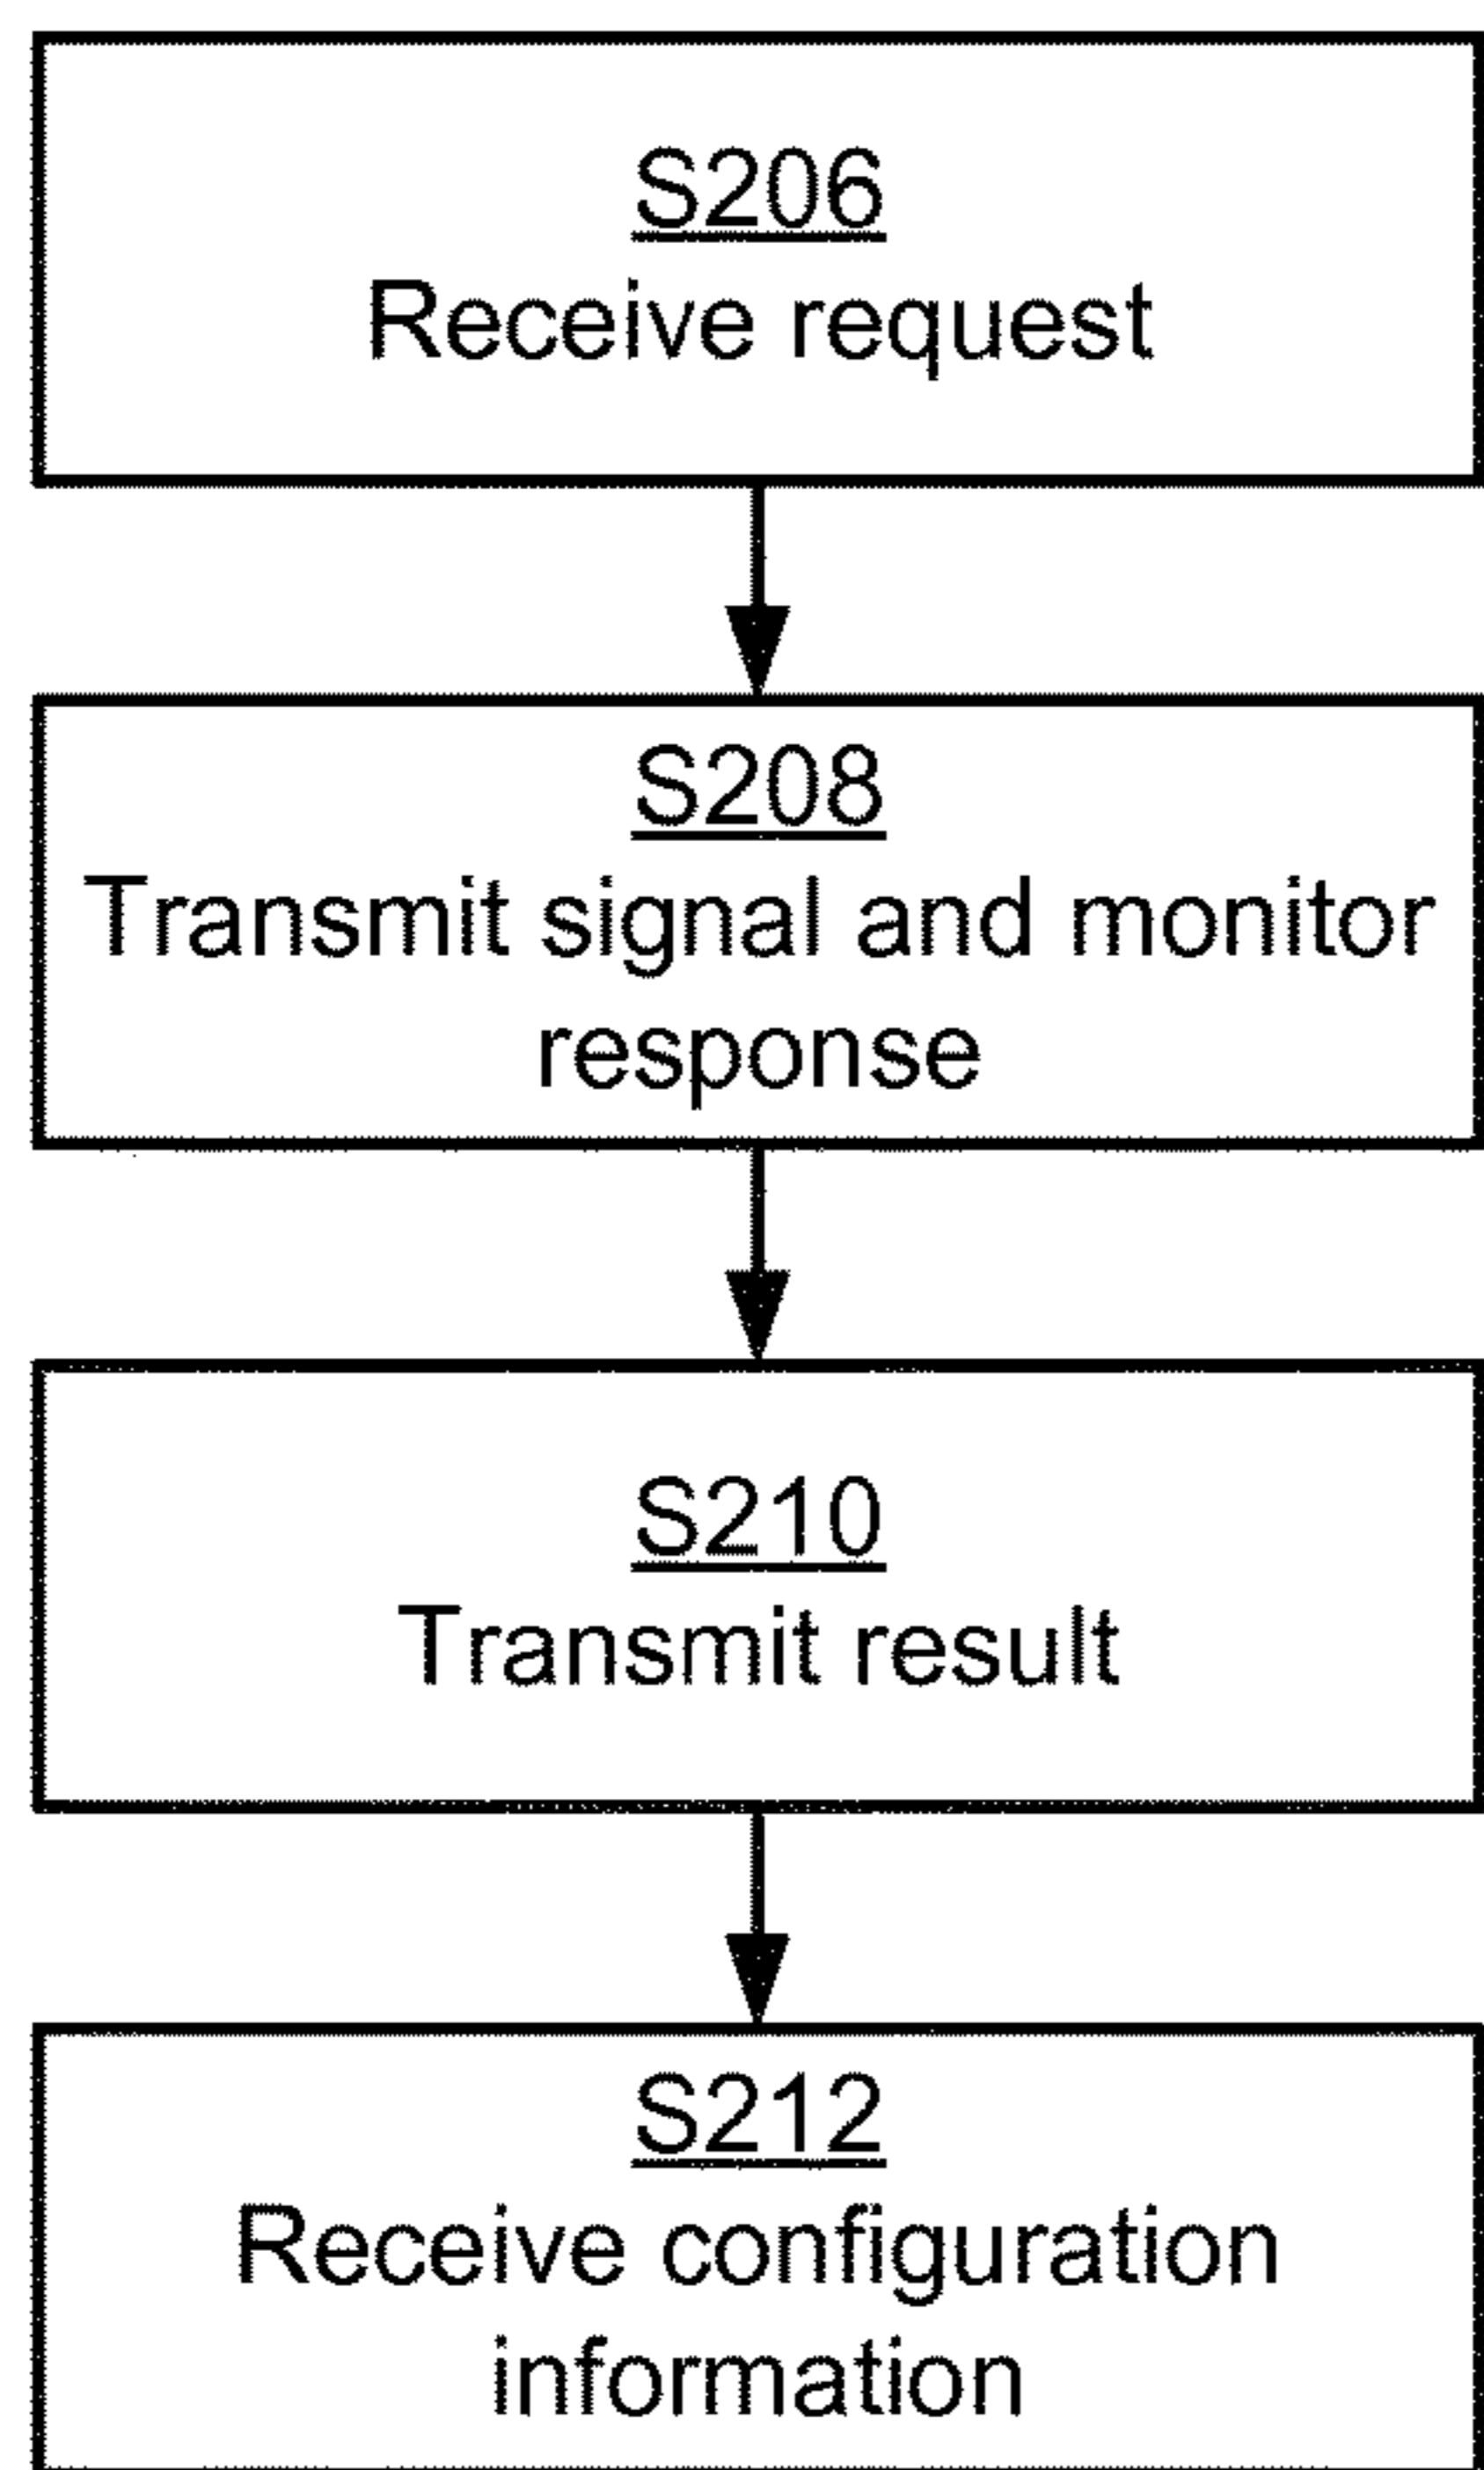 S206
Receive request
S208
Transmit signal and monitor
response
S210
Transmit result
S212
Receive configuration
information